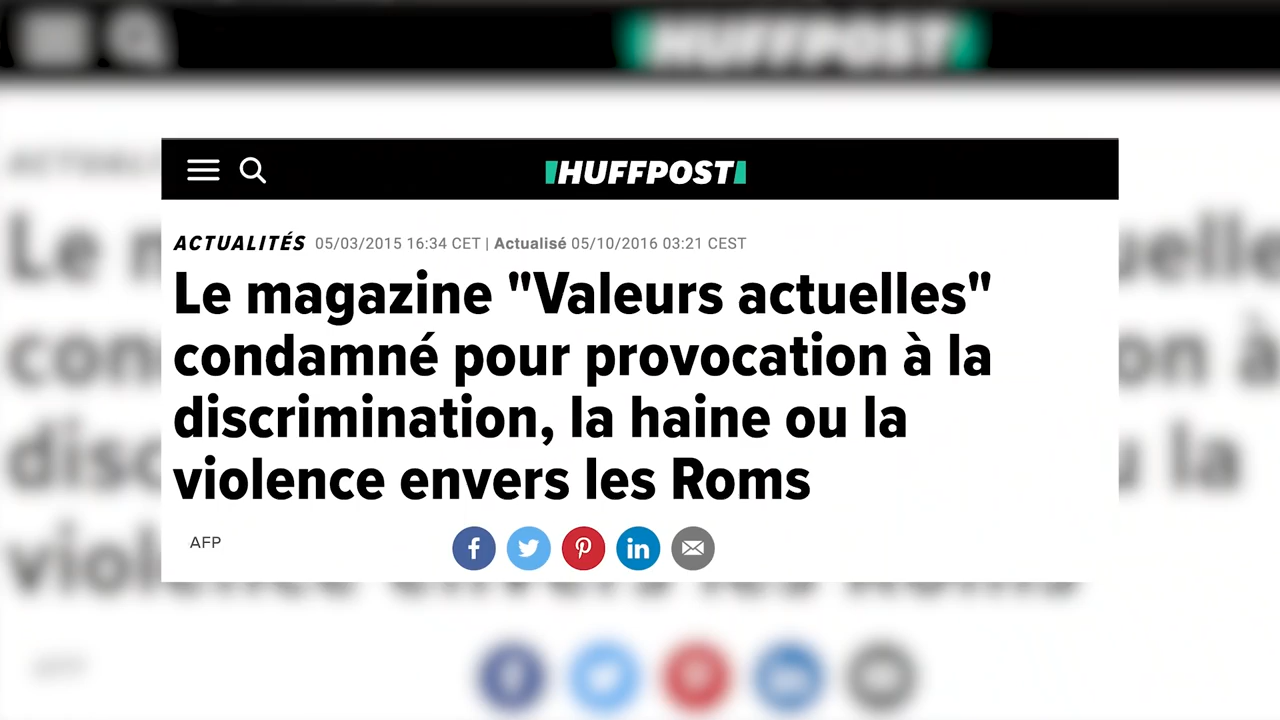 HUFFPOST
ACTUALITÉS 05/03/2015 16:34 CET | Actualisé 05/10/2016 03:21 CEST
Le magazine "Valeurs actuelles"
condamné pour provocation à la
discrimination, la haine ou la
violence envers les Roms
AFP